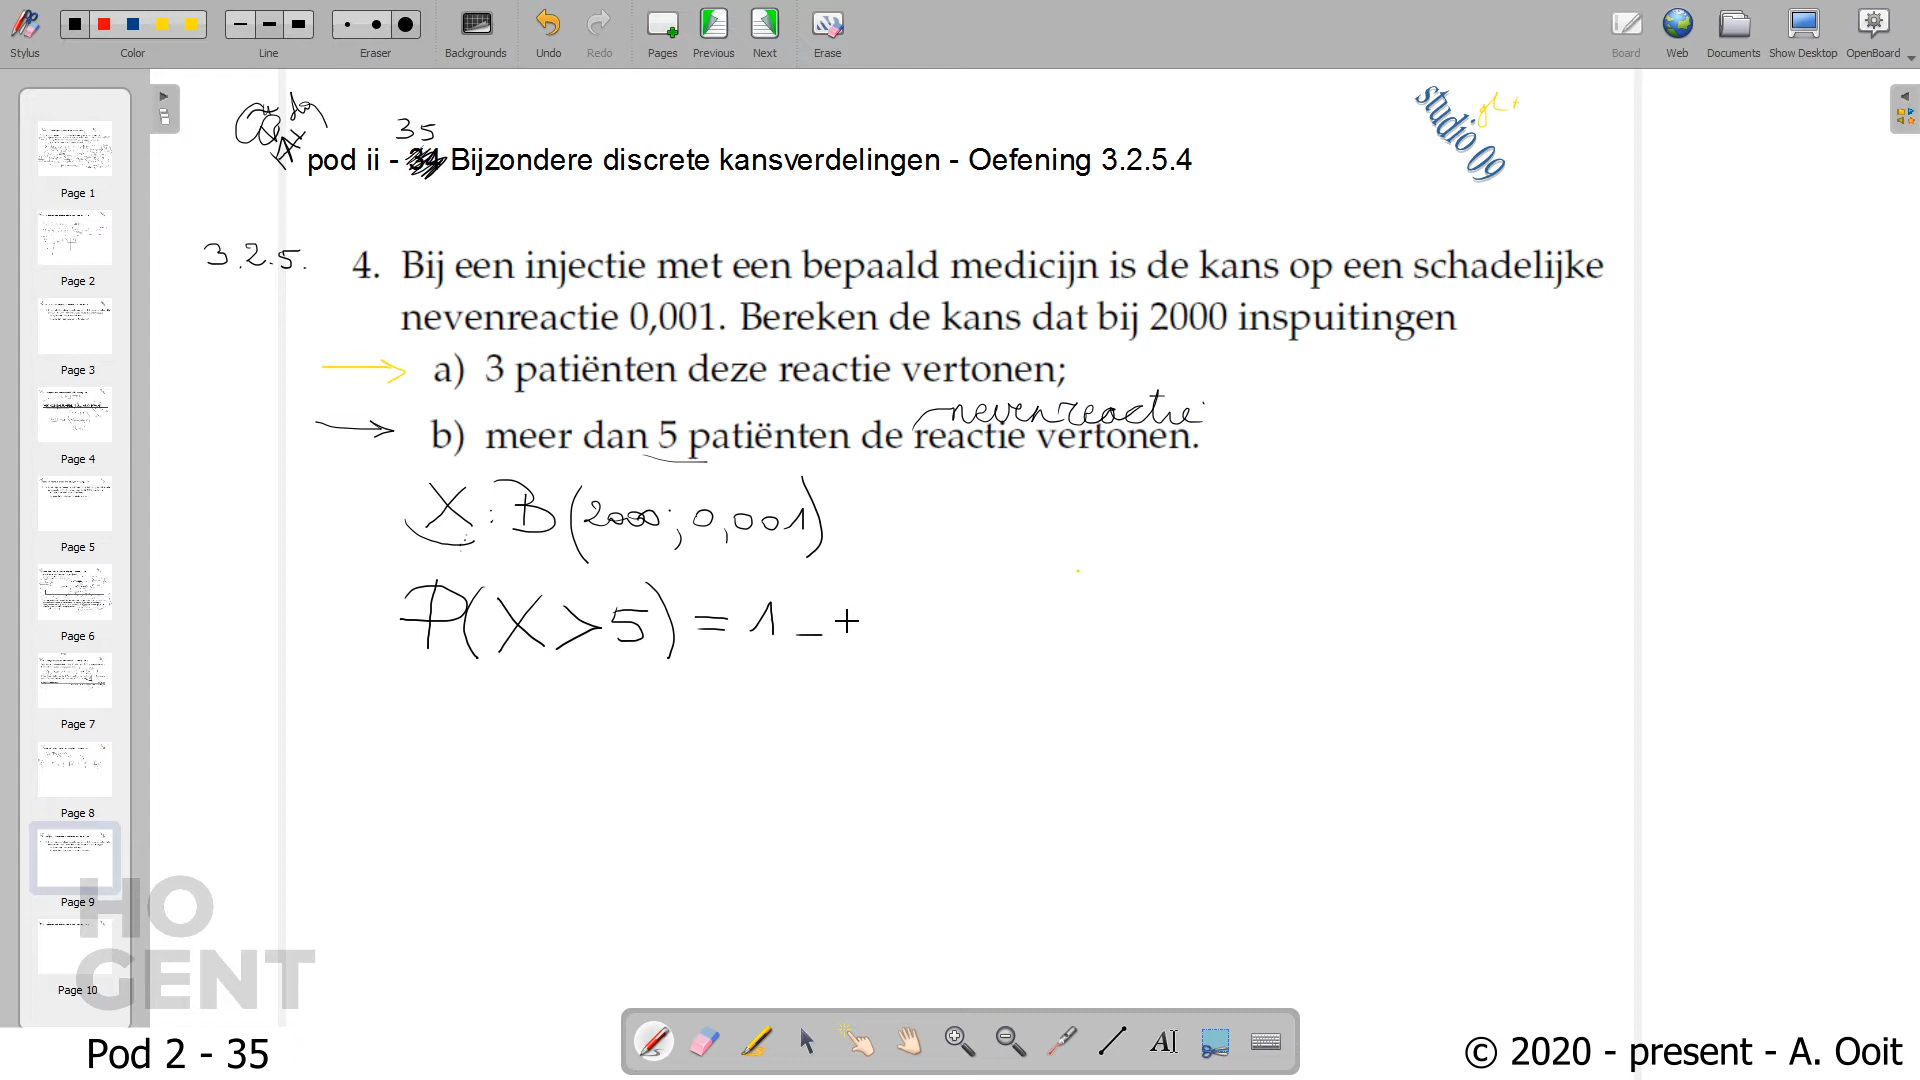 Stylus Color Line Eraser Backgrounds Undo Redo Pages Previous Next Erase Board Web Documents Show Desktop OpenBoard
35
pod ii - 34 Bijzondere discrete kansverdelingen - Oefening 3.2.5.4
studio 09
3.2.5. 4. Bij een injectie met een bepaald medicijn is de kans op een schadelijke
nevenreactie 0,001. Bereken de kans dat bij 2000 inspuitingen
a) 3 patiënten deze reactie vertonen;
nevenreactie
b) meer dan 5 patiënten de reactie vertonen.
X : B(2000; 0,001)
P(X > 5) = 1 -
Page 1
Page 2
Page 3
Page 4
Page 5
Page 6
Page 7
Page 8
Page 9
Page 10
HO
GENT
Pod 2 - 35
© 2020 - present - A. Ooit